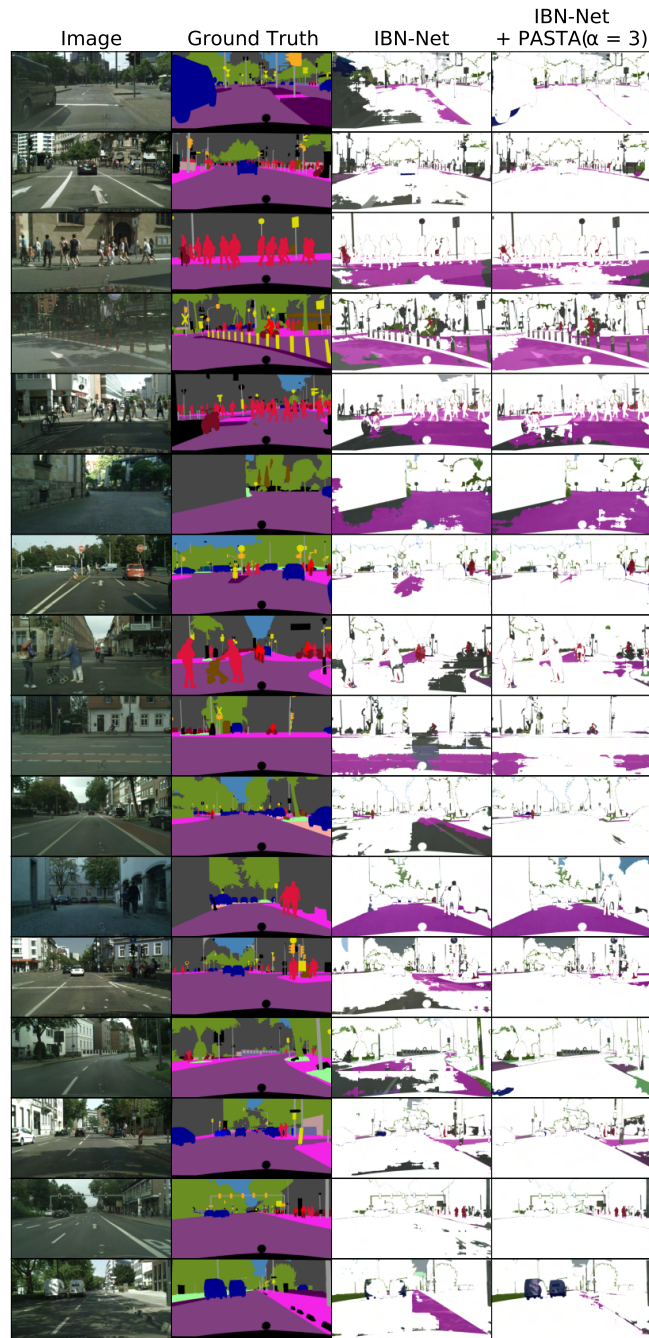 Image
Ground Truth
IBN-Net
IBN-Net
+ PASTA(α = 3)